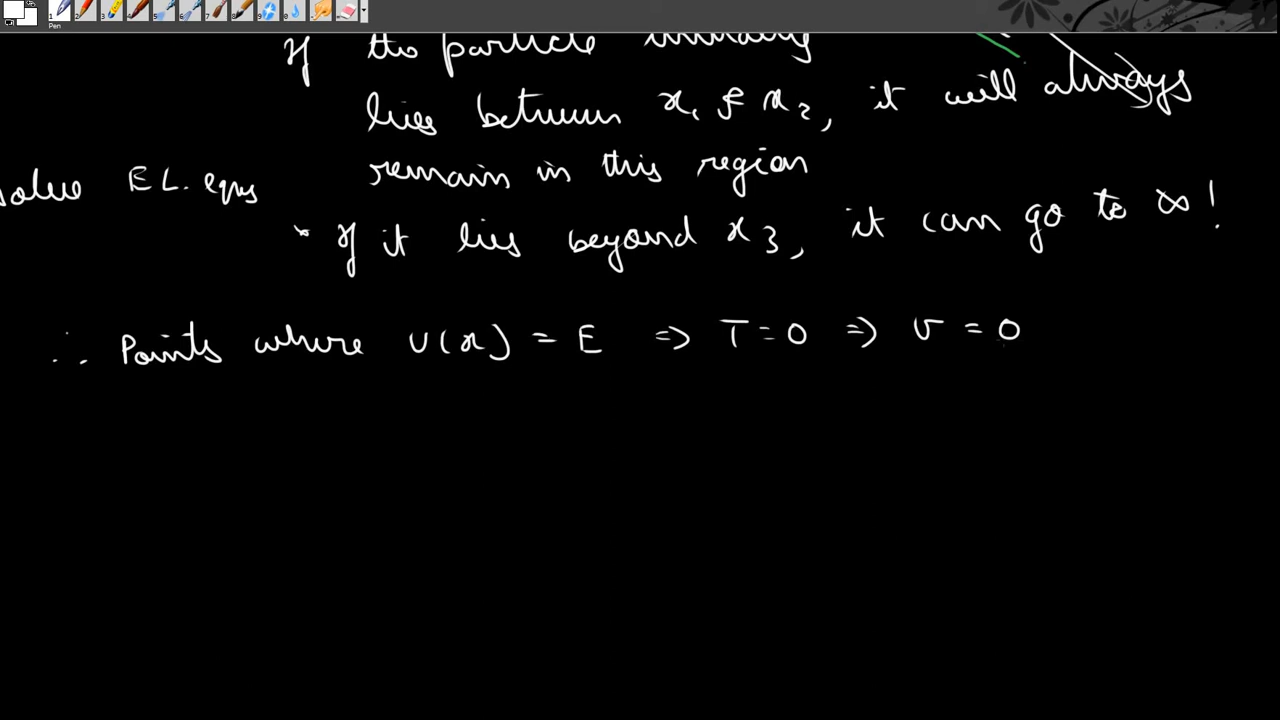 If the particle initially
lies between x₁ & x₂, it will always
remain in this region
solve EL. eqns
* If it lies beyond x₃, it can go to ∞!
∴ Points where U(x) = E ⇒ T = 0 ⇒ v = 0